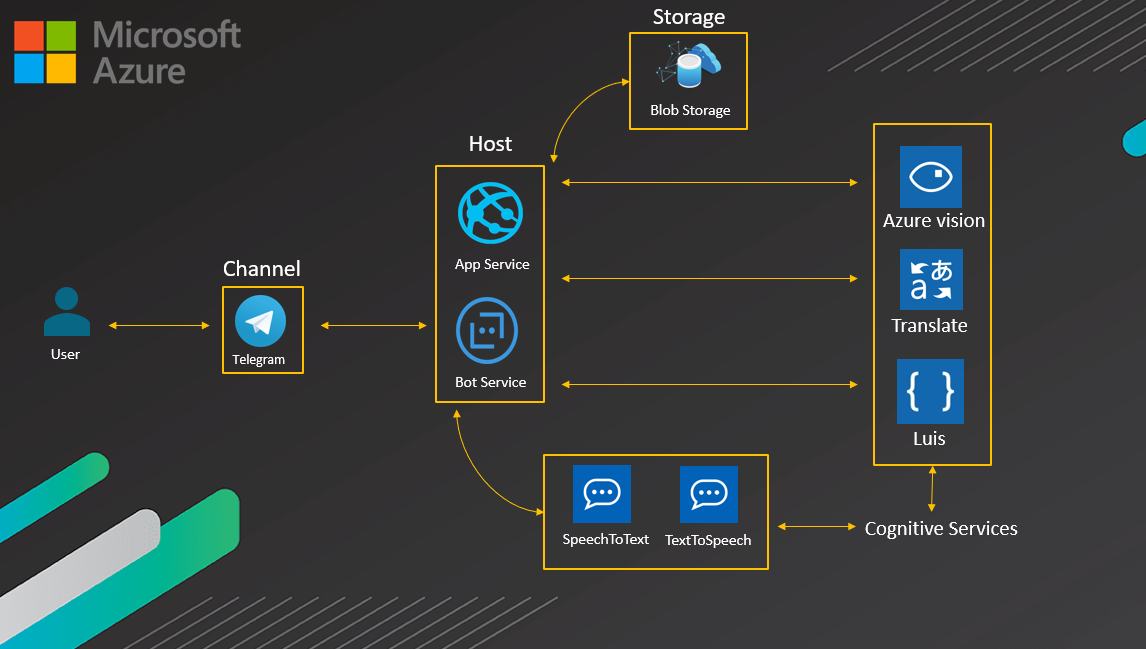 Microsoft
Azure
Storage
Blob Storage
Host
App Service
Bot Service
Channel
Telegram
User
Azure vision
あ
a
Translate
{ }
Luis
SpeechToText
TextToSpeech
Cognitive Services